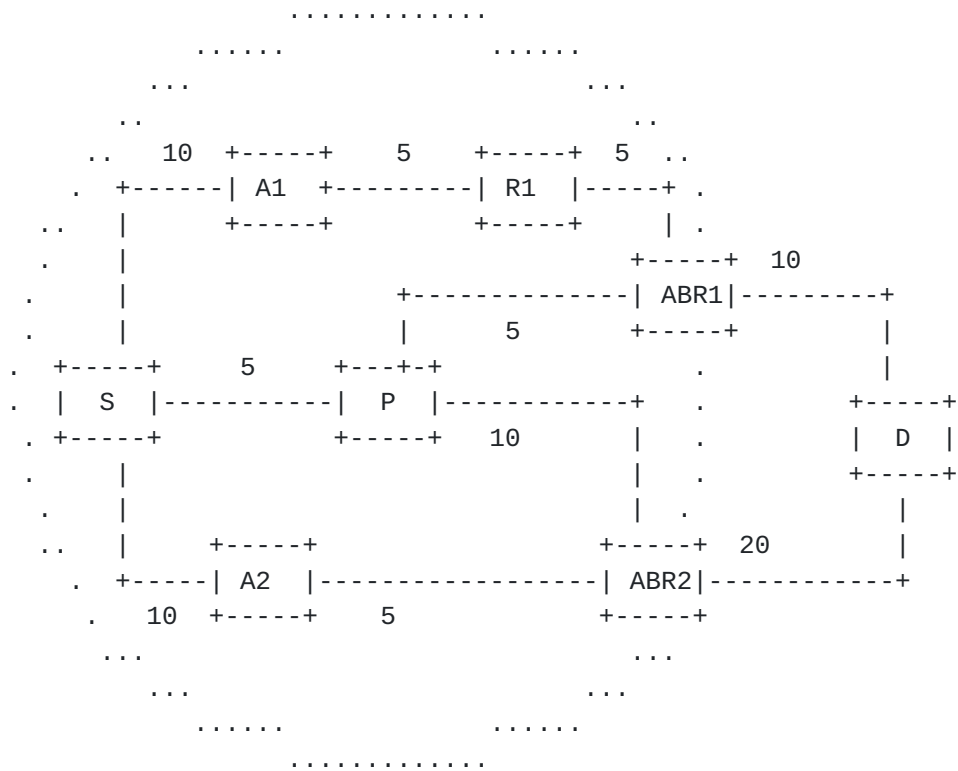 .............
...... ......
... ...
.. ..
.. 10 +-----+ 5 +-----+ 5 ..
. +------| A1 +---------| R1 |-----+ .
.. | +-----+ +-----+ | .
. | +-----+ 10
. | +--------------| ABR1|---------+
. | | 5 +-----+ |
. +-----+ 5 +---+-+ . |
. | S |-----------| P |------------+ . +-----+
. +-----+ +-----+ 10 | . | D |
. | | . +-----+
. | | . |
.. | +-----+ +-----+ 20 |
. +-----| A2 |------------------| ABR2|------------+
. 10 +-----+ 5 +-----+
... ...
... ...
...... ......
.............